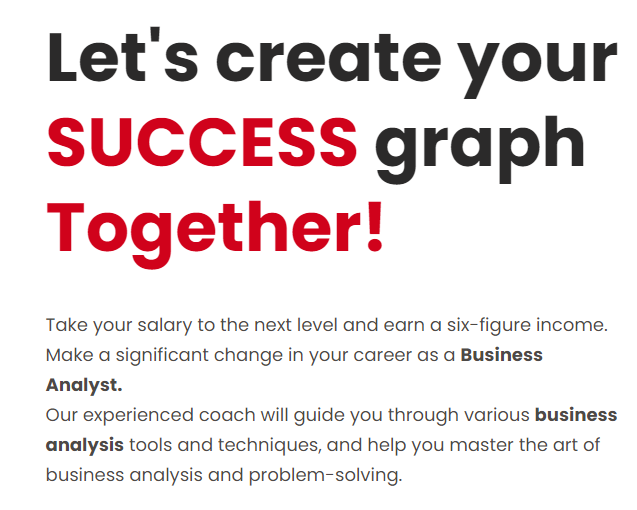 Let's create your
SUCCESS graph
Together!
Take your salary to the next level and earn a six-figure income.
Make a significant change in your career as a Business
Analyst.
Our experienced coach will guide you through various business
analysis tools and techniques, and help you master the art of
business analysis and problem-solving.